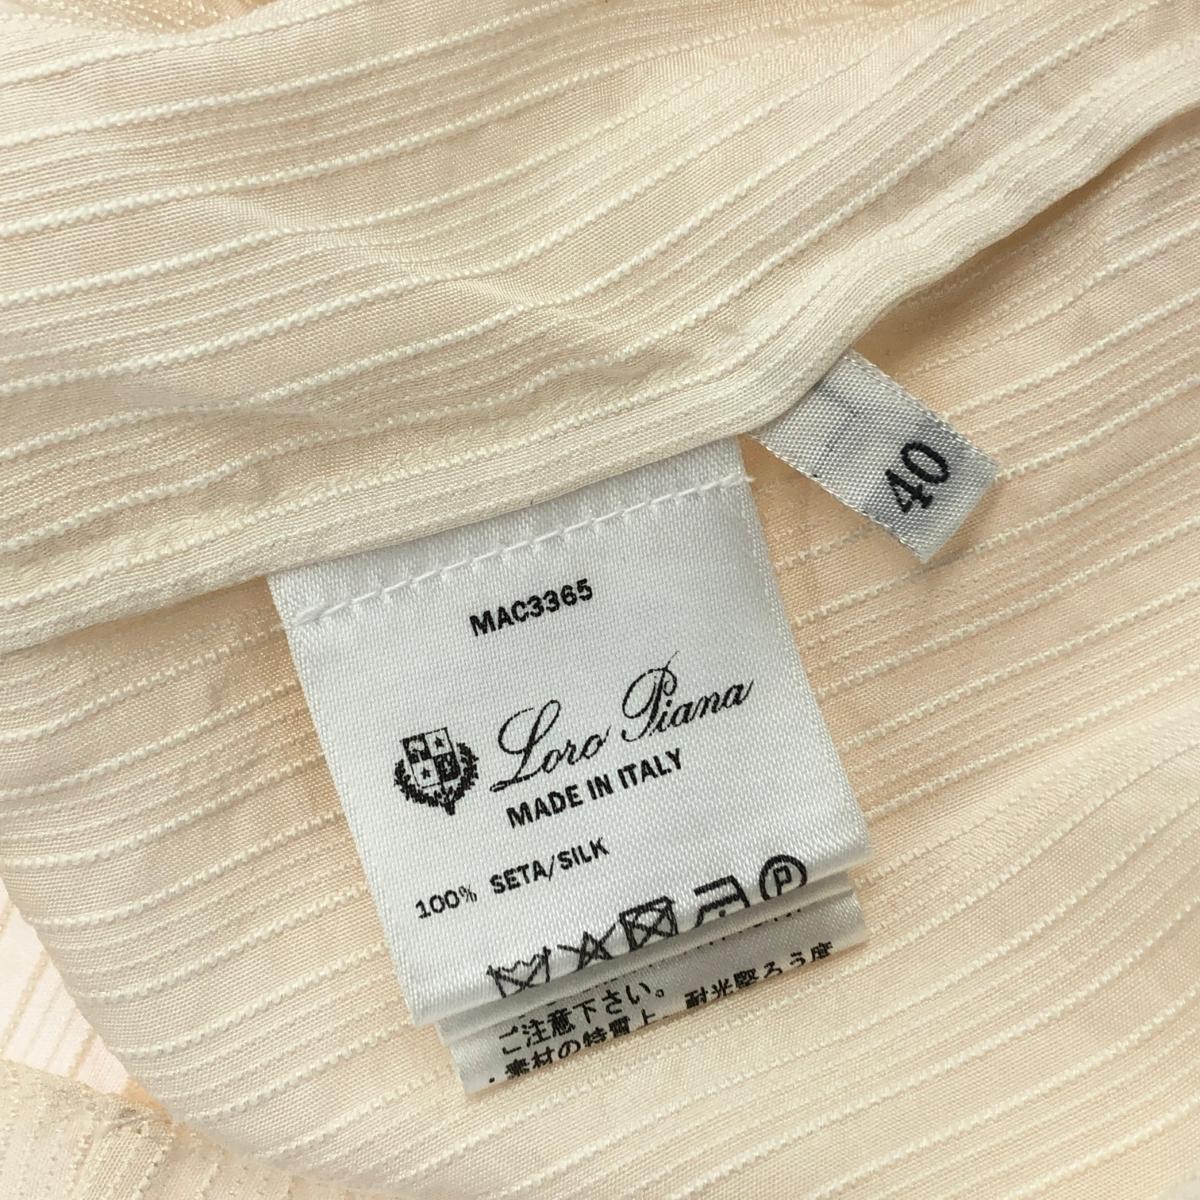 40
MAC3365
Loro Piana
MADE IN ITALY
100% SETA/SILK
P
ご注意下さい。
・素材の特質上、耐光堅ろう度